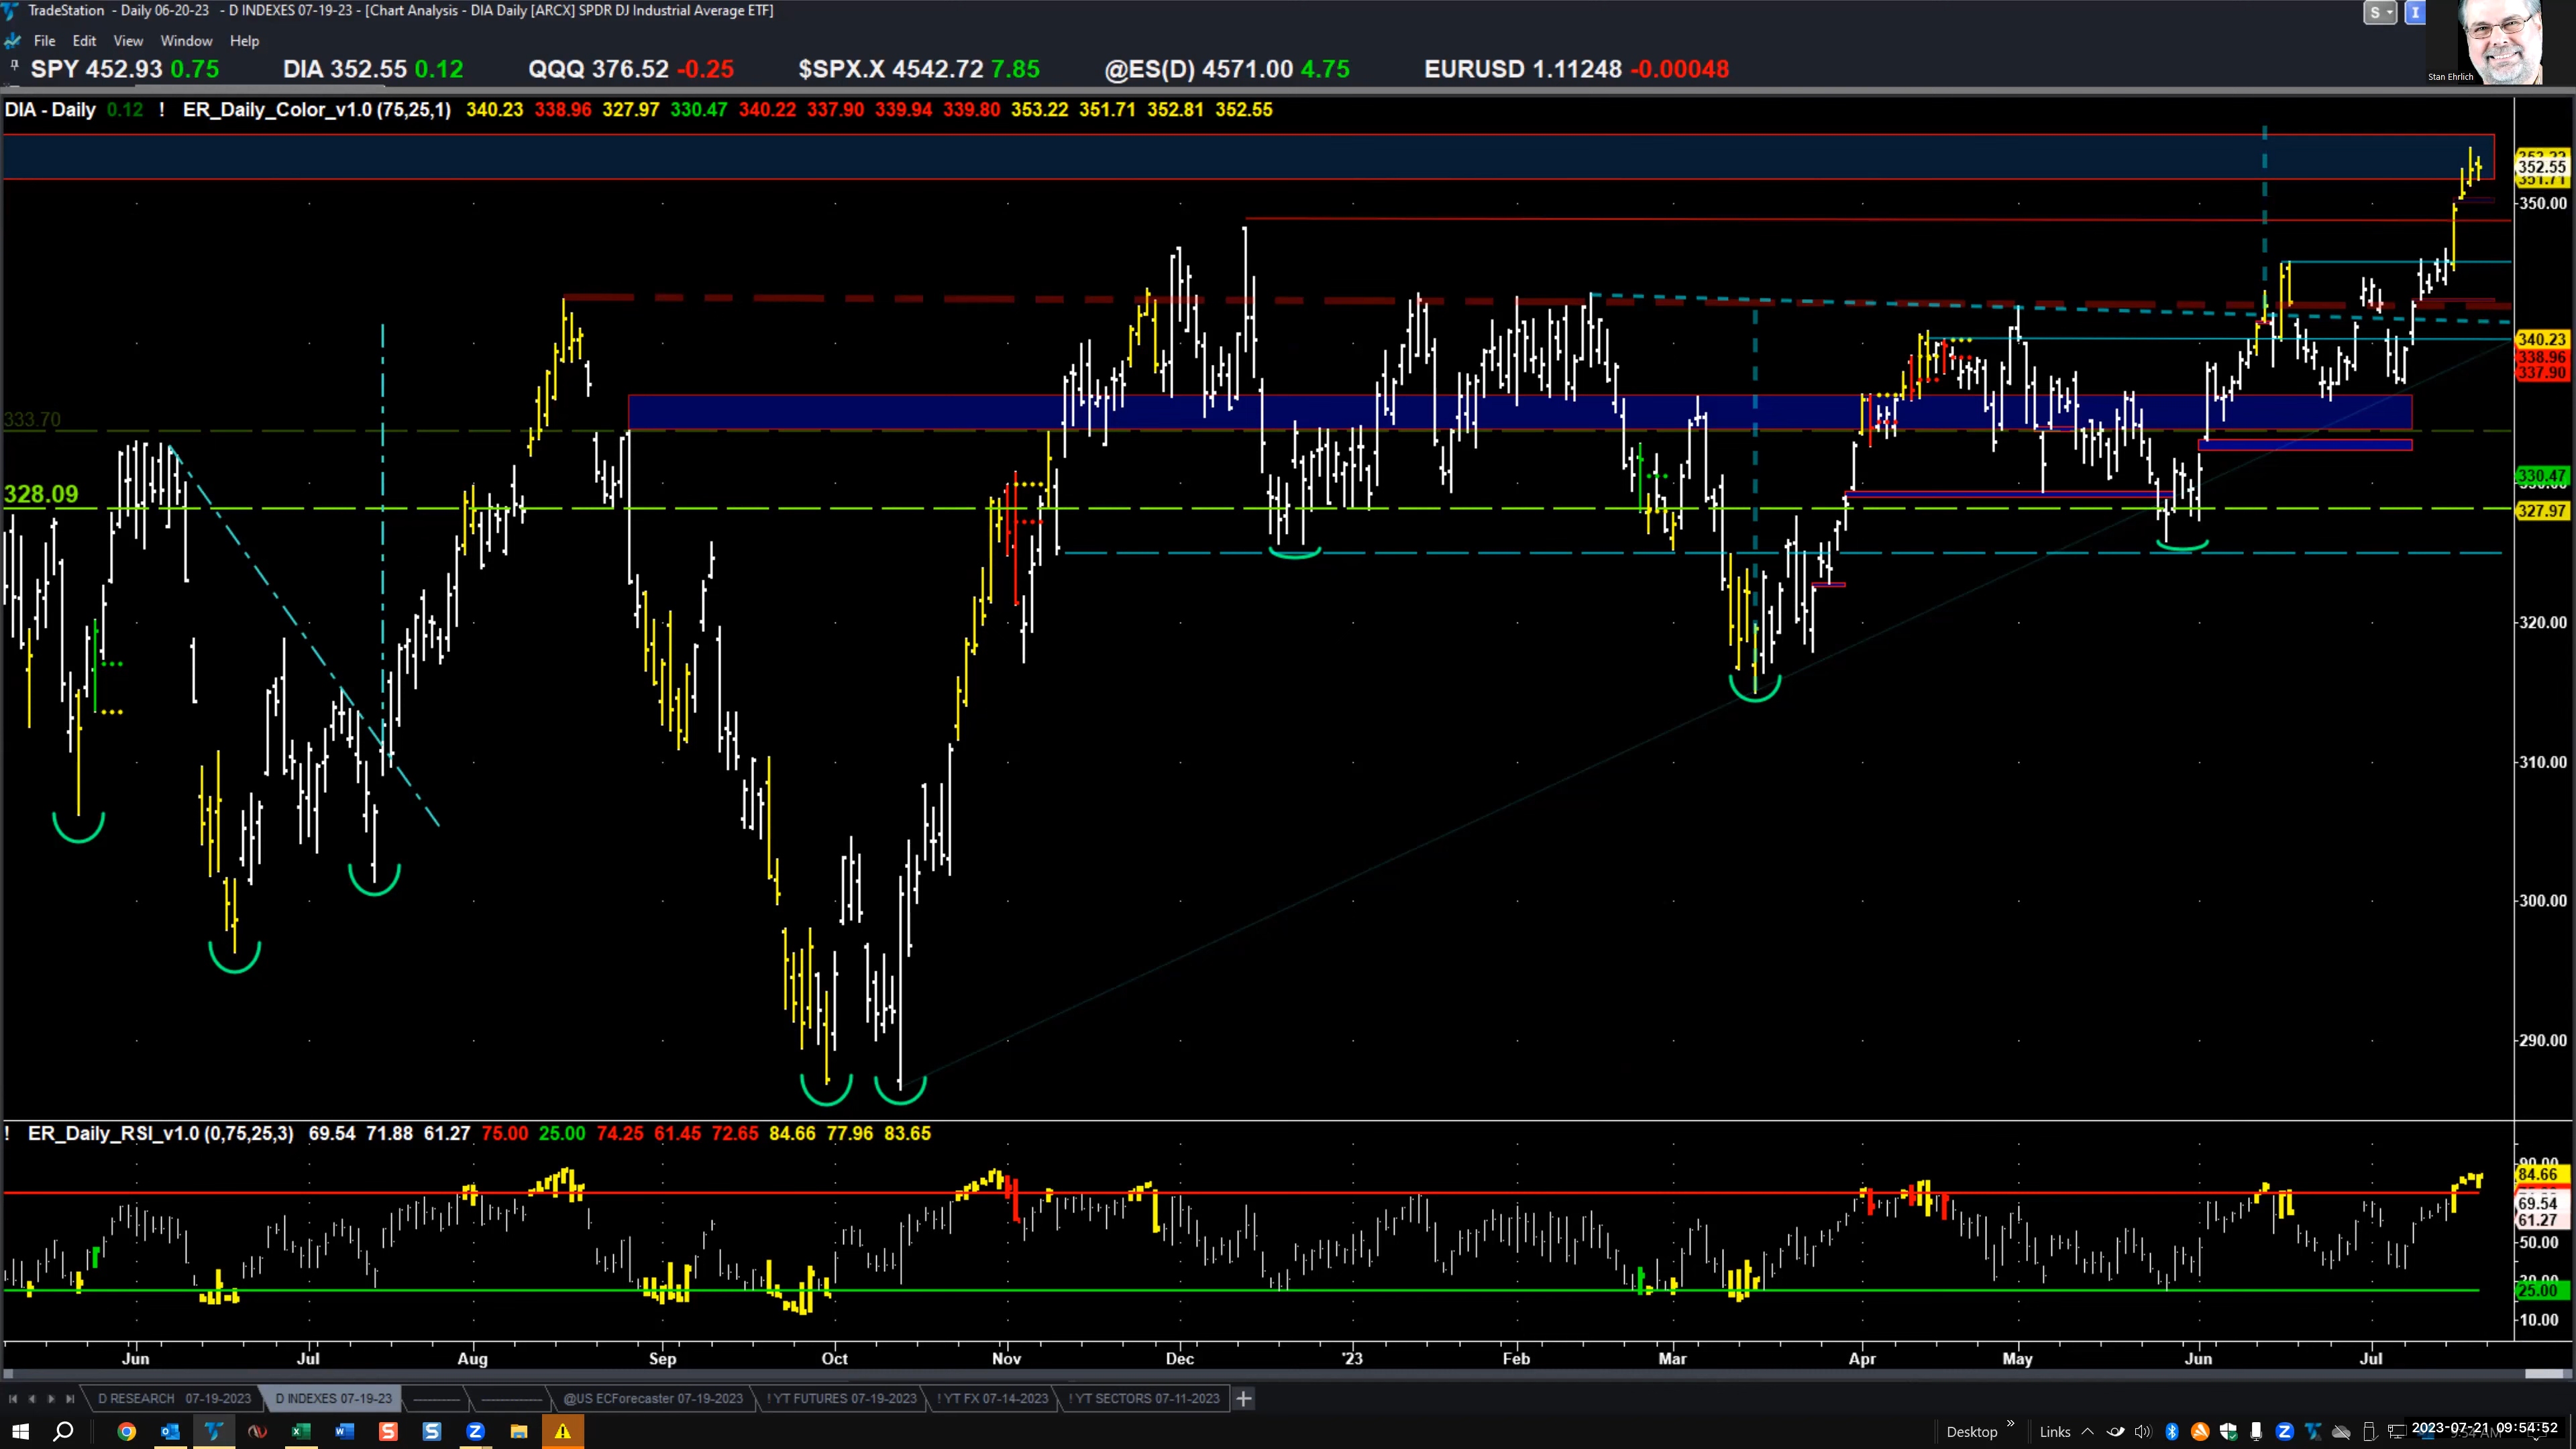 TradeStation - Daily 06-20-23 - D INDEXES 07-19-23 - [Chart Analysis - DIA Daily [ARCX] SPDR DJ Industrial Average ETF]
S I
File Edit View Window Help
SPY 452.93 0.75 DIA 352.55 0.12 QQQ 376.52 -0.25 $SPX.X 4542.72 7.85 @ES(D) 4571.00 4.75 EURUSD 1.11248 -0.00048
Stan Ehrlich
DIA - Daily 0.12 ! ER_Daily_Color_v1.0 (75,25,1) 340.23 338.96 327.97 330.47 340.22 337.90 339.94 339.80 353.22 351.71 352.81 352.55
353.22
352.55
351.71
350.00
340.23
338.96
337.90
333.70
330.47
328.09
327.97
320.00
310.00
300.00
290.00
! ER_Daily_RSI_v1.0 (0,75,25,3) 69.54 71.88 61.27 75.00 25.00 74.25 61.45 72.65 84.66 77.96 83.65
90.00
84.66
69.54
61.27
50.00
30.00
25.00
10.00
Jun Jul Aug Sep Oct Nov Dec '23 Feb Mar Apr May Jun Jul
D RESEARCH 07-19-2023 D INDEXES 07-19-23 @US ECForecaster 07-19-2023 ! YT FUTURES 07-19-2023 ! YT FX 07-14-2023 ! YT SECTORS 07-11-2023 +
Desktop » Links 2023-07-21, 09:54:52